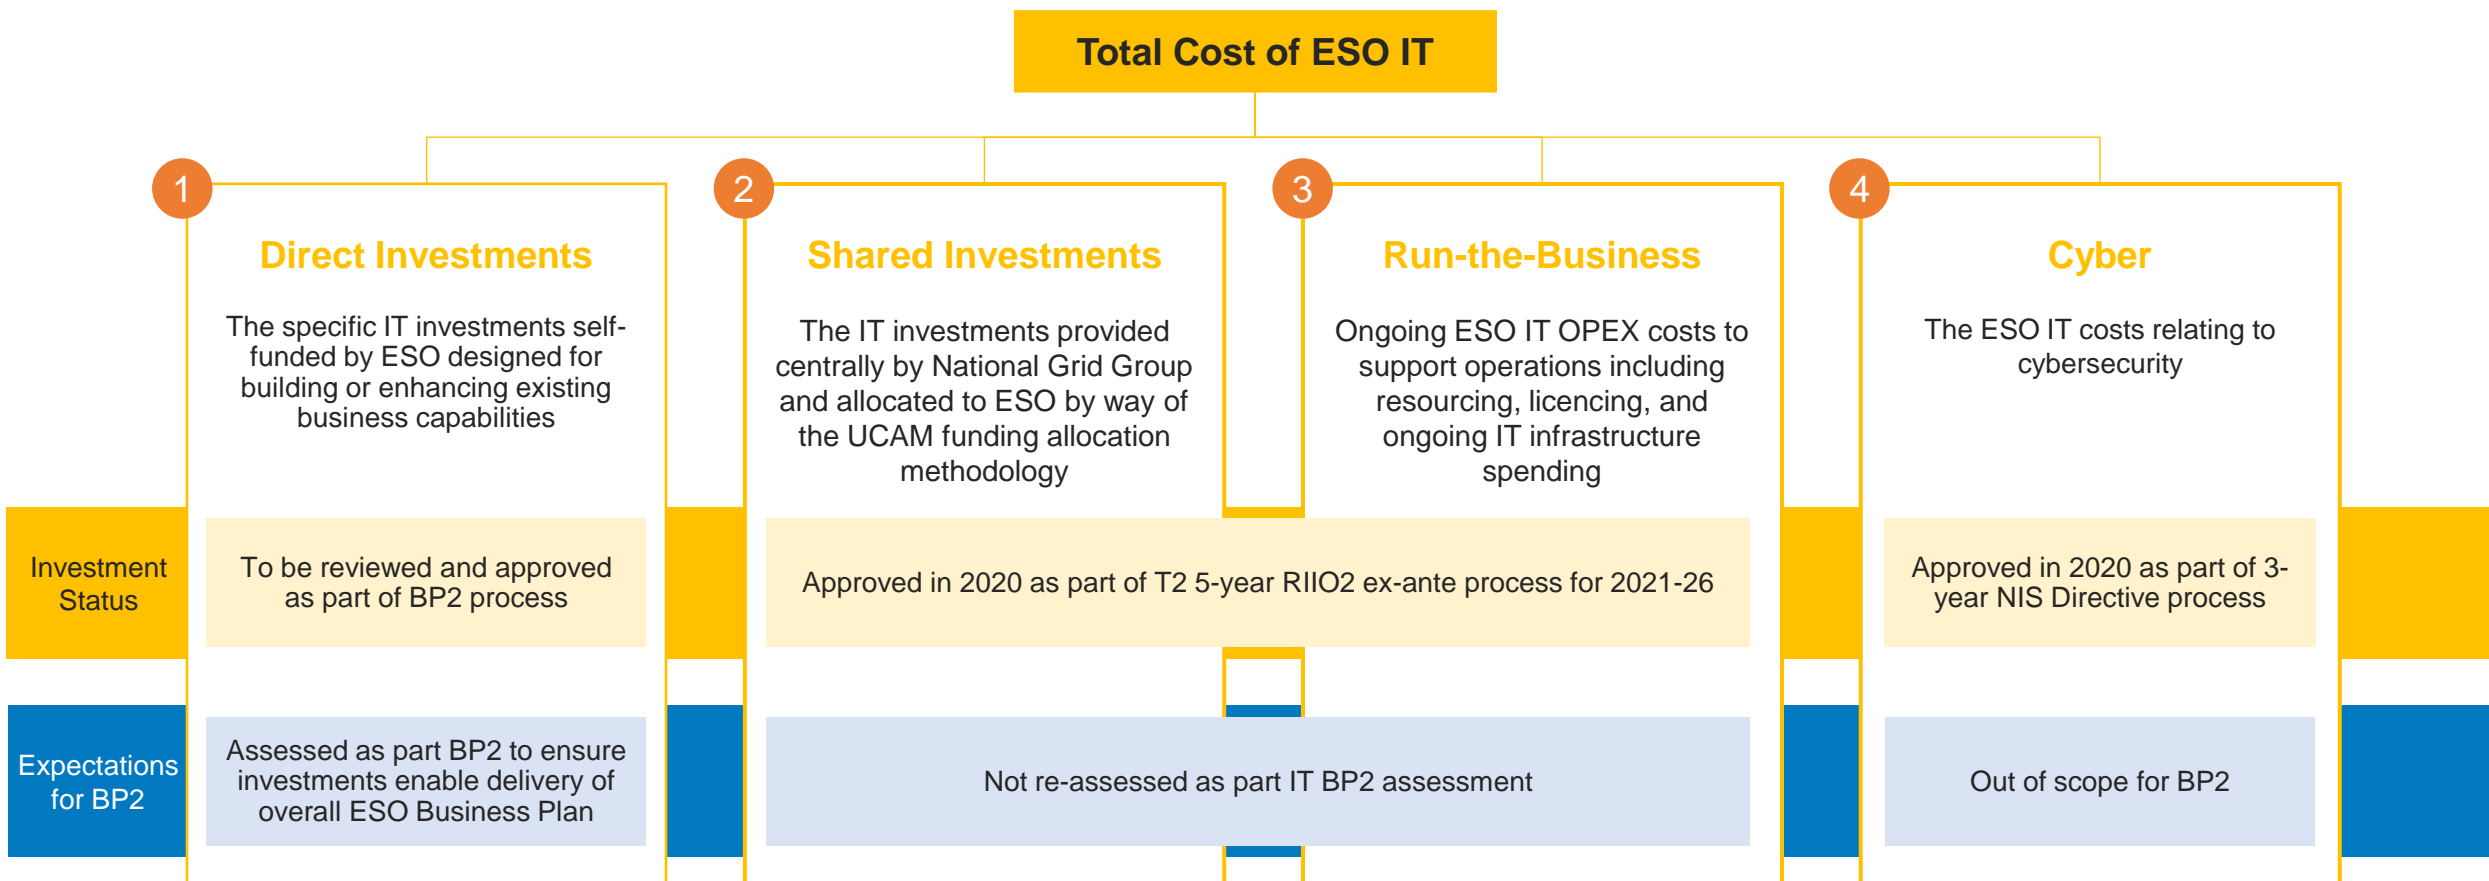 Total Cost of ESO IT
1
Direct Investments
The specific IT investments self-
funded by ESO designed for
building or enhancing existing
business capabilities
2
Shared Investments
The IT investments provided
centrally by National Grid Group
and allocated to ESO by way of
the UCAM funding allocation
methodology
3
Run-the-Business
Ongoing ESO IT OPEX costs to
support operations including
resourcing, licencing, and
ongoing IT infrastructure
spending
4
Cyber
The ESO IT costs relating to
cybersecurity
Investment
Status
To be reviewed and approved
as part of BP2 process
Approved in 2020 as part of T2 5-year RIIO2 ex-ante process for 2021-26
Approved in 2020 as part of 3-
year NIS Directive process
Expectations
for BP2
Assessed as part BP2 to ensure
investments enable delivery of
overall ESO Business Plan
Not re-assessed as part IT BP2 assessment
Out of scope for BP2